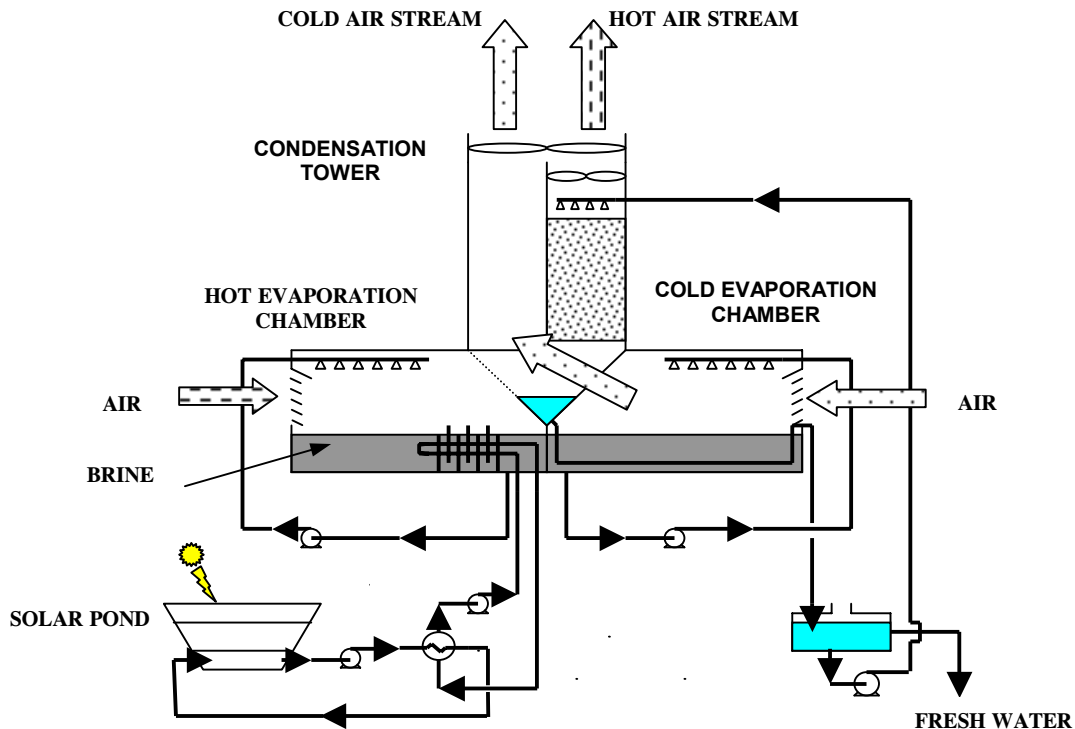 COLD AIR STREAM
HOT AIR STREAM
CONDENSATION
TOWER
HOT EVAPORATION
CHAMBER
COLD EVAPORATION
CHAMBER
AIR
AIR
BRINE
SOLAR POND
FRESH WATER